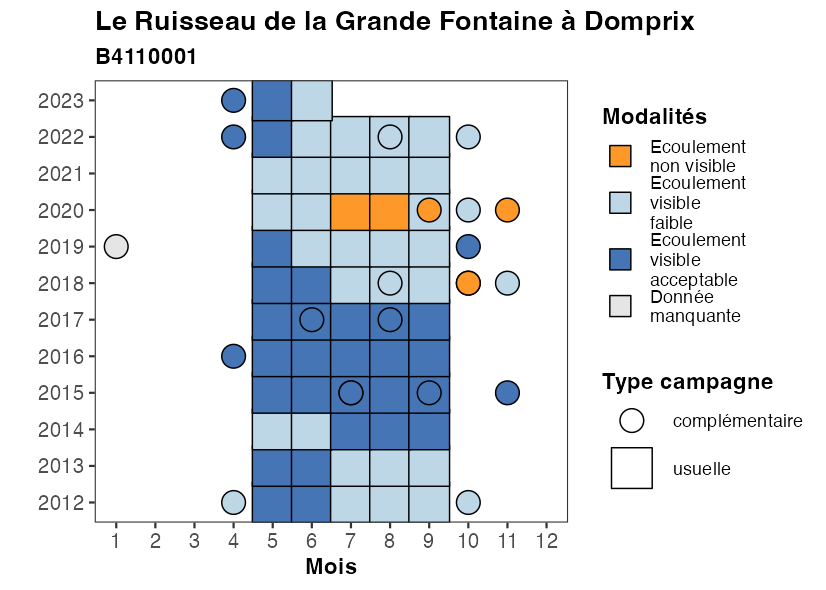 Le Ruisseau de la Grande Fontaine à Domprix
B4110001
2023
2022
2021
2020
2019
2018
2017
2016
2015
2014
2013
2012
1 2 3 4 5 6 7 8 9 10 11 12
Mois
Modalités
Ecoulement
non visible
Ecoulement
visible
faible
Ecoulement
visible
acceptable
Donnée
manquante
Type campagne
complémentaire
usuelle